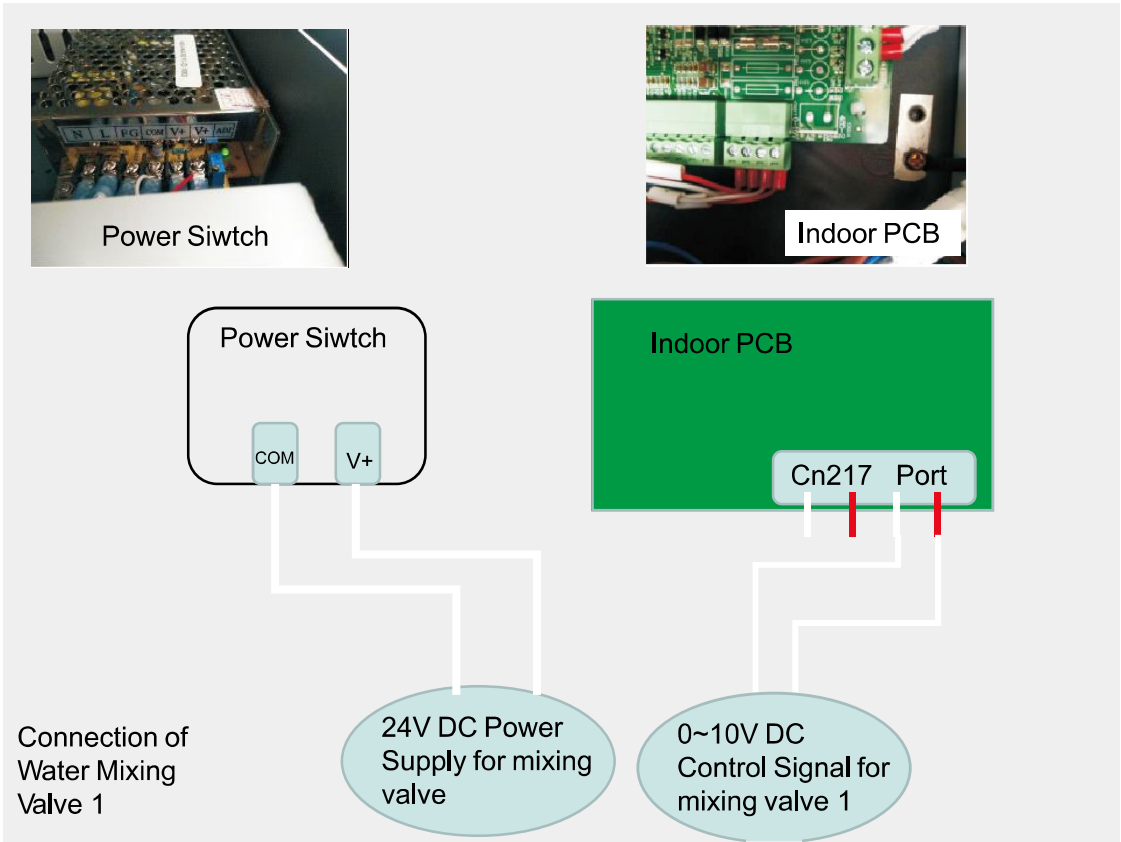 N L FG COM V+ V+ ADJ
Power Siwtch
Indoor PCB
Power Siwtch
COM
V+
Indoor PCB
Cn217 Port
Connection of
Water Mixing
Valve 1
24V DC Power
Supply for mixing
valve
0~10V DC
Control Signal for
mixing valve 1